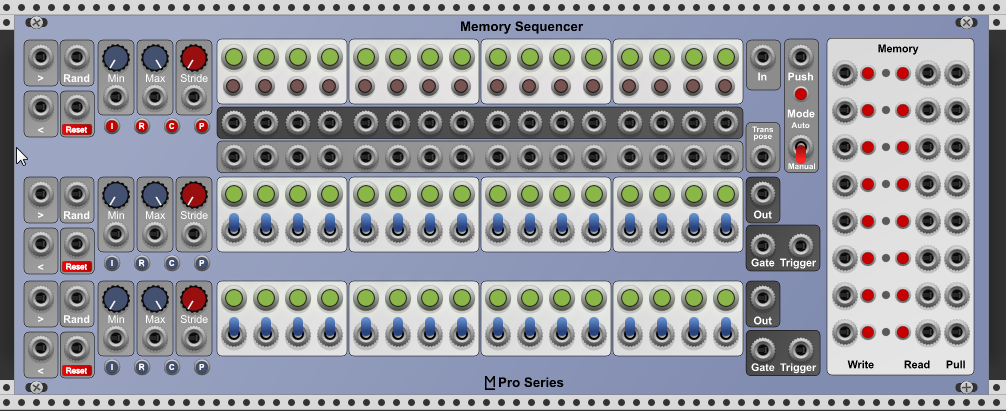 Memory Sequencer
> Rand Min Max Stride In Push Memory
Mode
Auto
< Reset I R C P
Trans
pose
Manual
> Rand Min Max Stride Out
< Reset I R C P Gate Trigger
> Rand Min Max Stride Out
< Reset I R C P Gate Trigger
Write Read Pull
M Pro Series